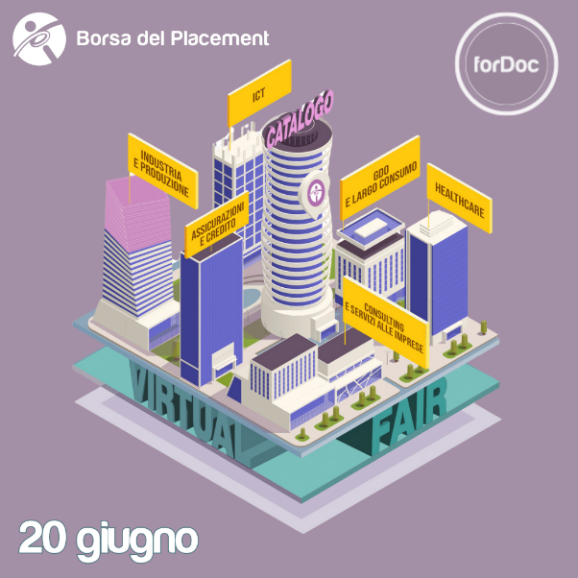 Borsa del Placement
forDoc
ICT
CATALOGO
INDUSTRIA
E PRODUZIONE
GDO
E LARGO CONSUMO
HEALTHCARE
ASSICURAZIONI
E CREDITO
CONSULTING
E SERVIZI ALLE IMPRESE
VIRTUAL FAIR
20 giugno